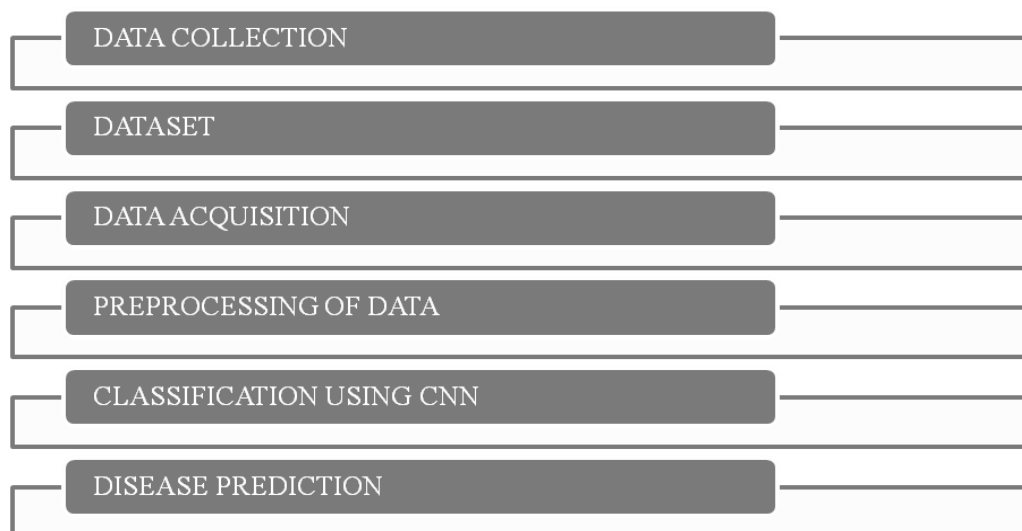 DATA COLLECTION
DATASET
DATA ACQUISITION
PREPROCESSING OF DATA
CLASSIFICATION USING CNN
DISEASE PREDICTION